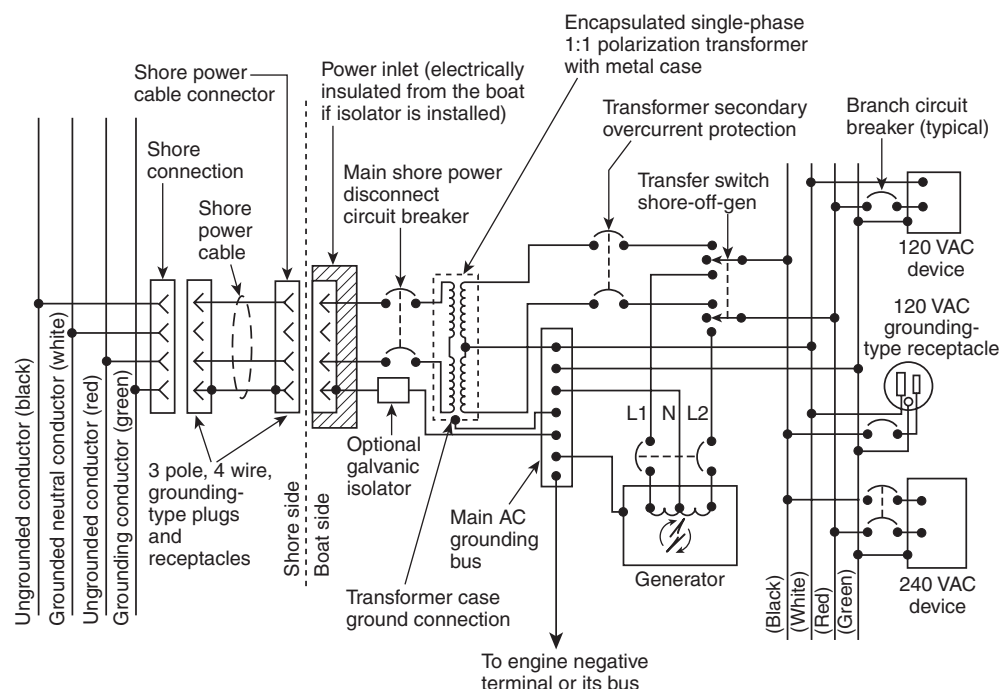 Encapsulated single-phase
1:1 polarization transformer
with metal case
Shore power
cable connector
Power inlet (electrically
insulated from the boat
if isolator is installed)
Transformer secondary
overcurrent protection
Branch circuit
breaker (typical)
Shore
connection
Main shore power
disconnect
circuit breaker
Transfer switch
shore-off-gen
Shore
power
cable
120 VAC
device
120 VAC
grounding-
type receptacle
Ungrounded conductor (black)
Grounded neutral conductor (white)
Ungrounded conductor (red)
Grounding conductor (green)
3 pole, 4 wire,
grounding-
type plugs
and
receptacles
Shore side
Boat side
Optional
galvanic
isolator
L1 N L2
Main AC
grounding
bus
Generator
Transformer case
ground connection
(Black)
(White)
(Red)
(Green)
240 VAC
device
To engine negative
terminal or its bus